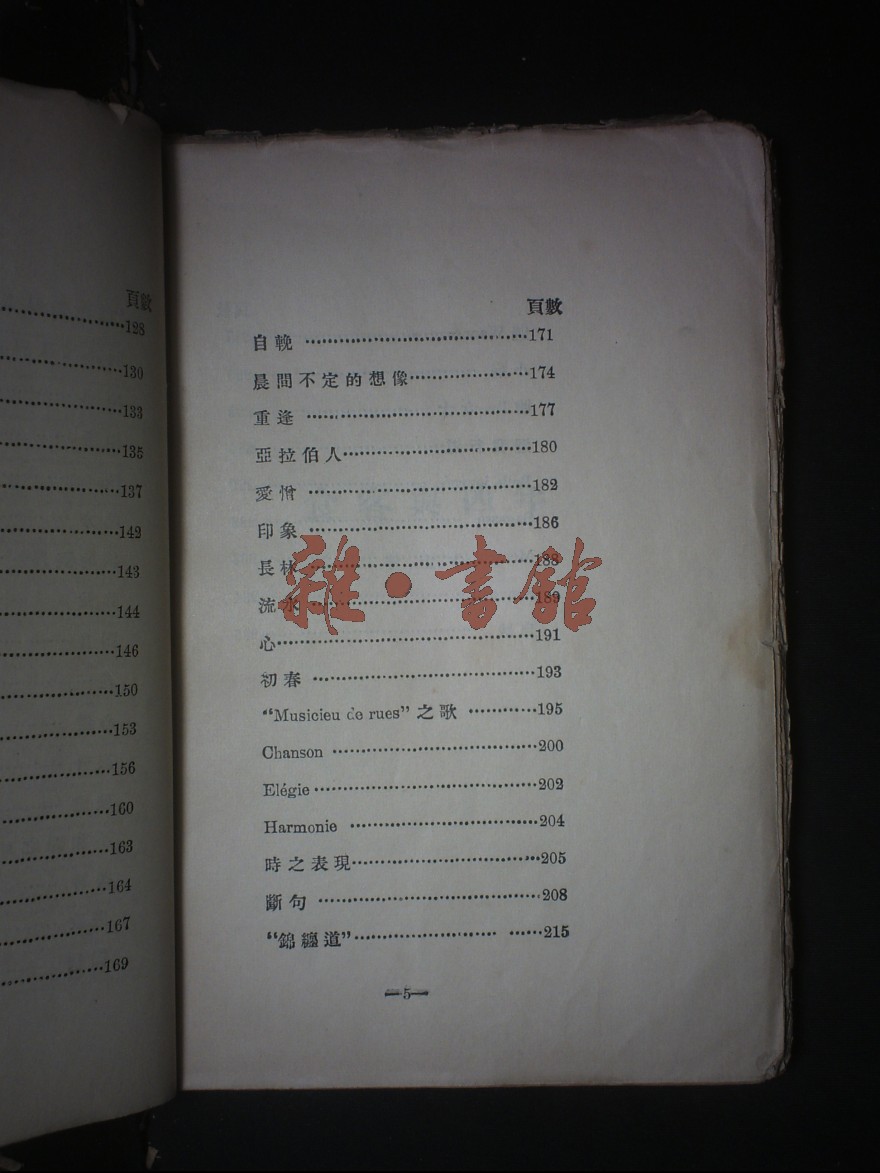 頁數
128
130
133
135
137
142
143
144
146
150
153
156
160
163
164
167
169
頁數
自輓 171
晨間不定的想像 174
重逢 177
亞拉伯人 180
愛憎 182
印象 186
長林 188
流水 189
心 191
初春 193
“Musicieu de rues”之歌 195
Chanson 200
Elégie 202
Harmonie 204
時之表現 205
斷句 208
“錦纏道” 215
—5—
雜·書館